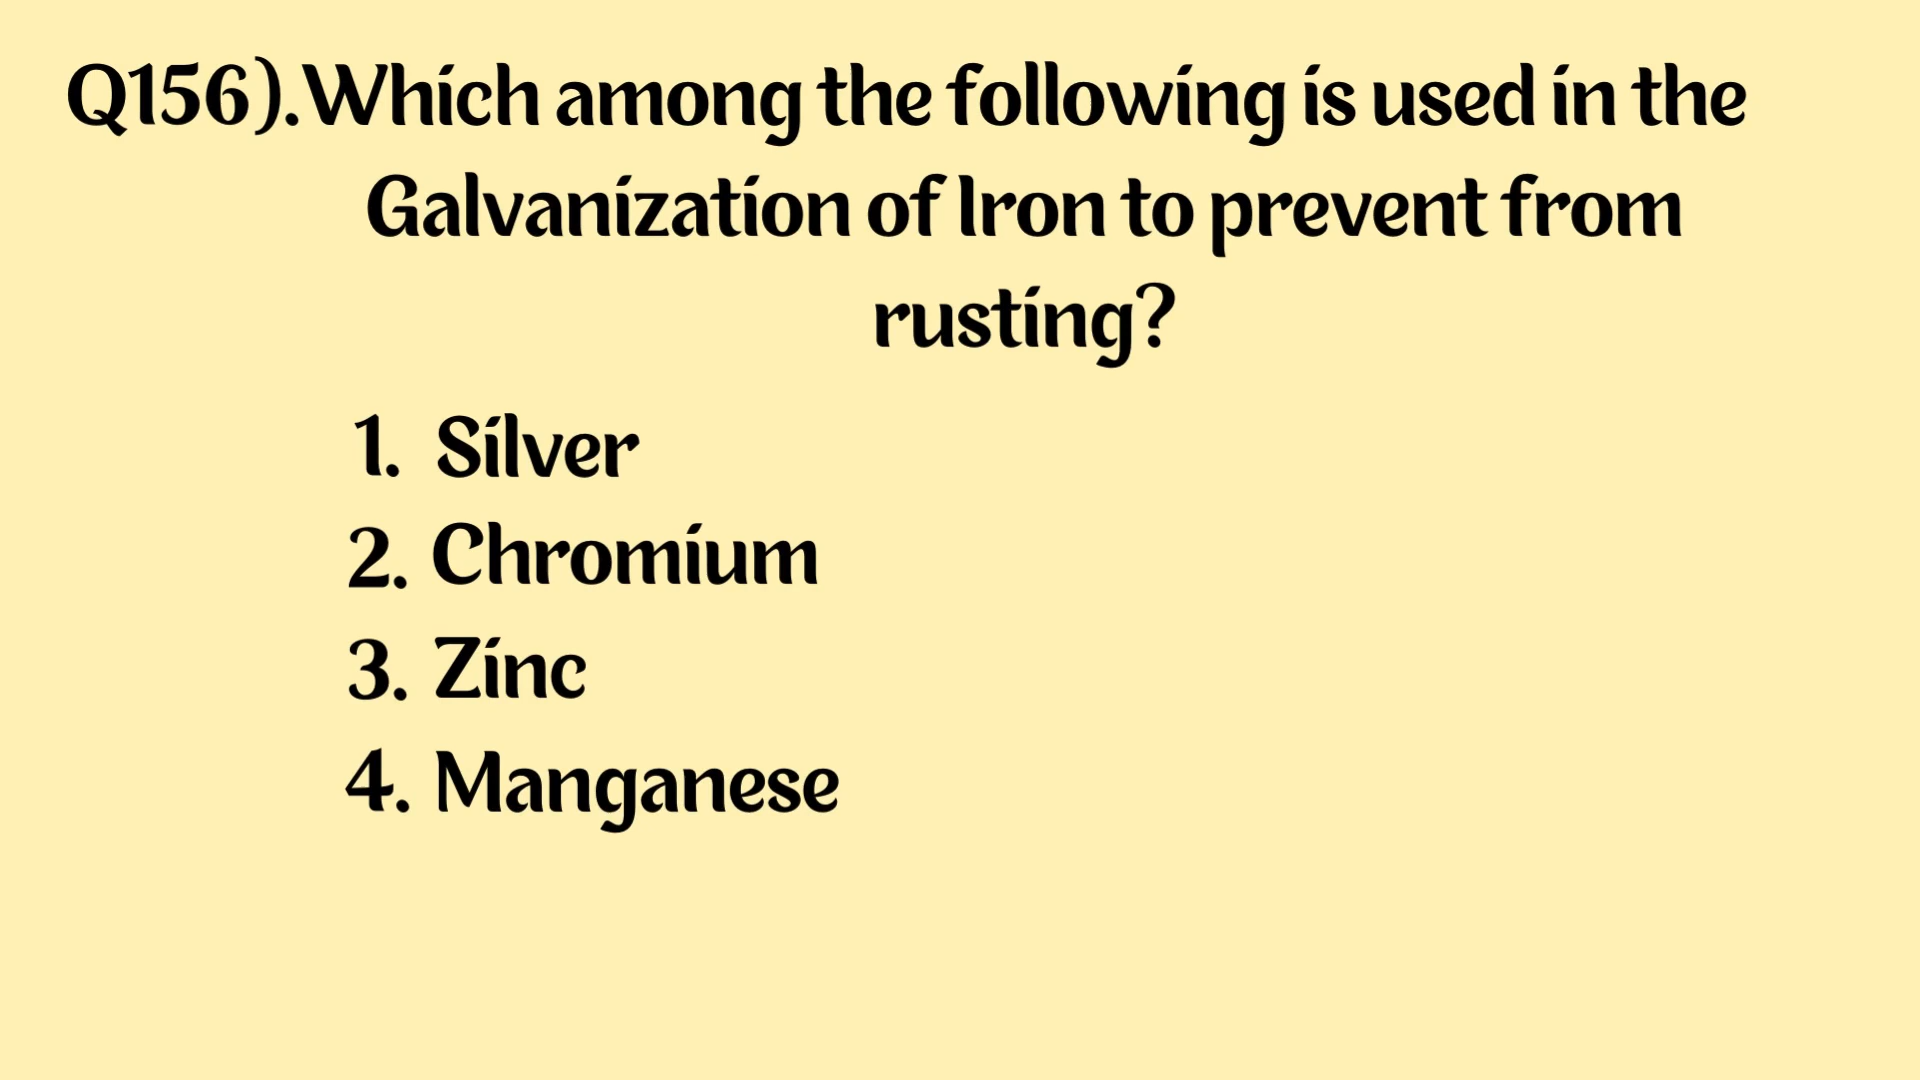 Q156).Which among the following is used in the
Galvanization of Iron to prevent from
rusting?
1. Silver
2. Chromium
3. Zinc
4. Manganese